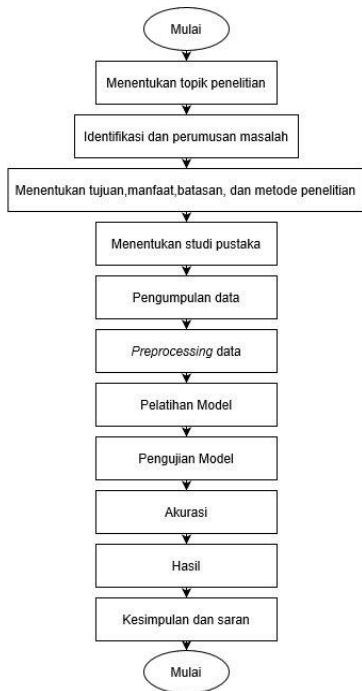 Mulai
Menentukan topik penelitian
Identifikasi dan perumusan masalah
Menentukan tujuan,manfaat,batasan, dan metode penelitian
Menentukan studi pustaka
Pengumpulan data
Preprocessing data
Pelatihan Model
Pengujian Model
Akurasi
Hasil
Kesimpulan dan saran
Mulai